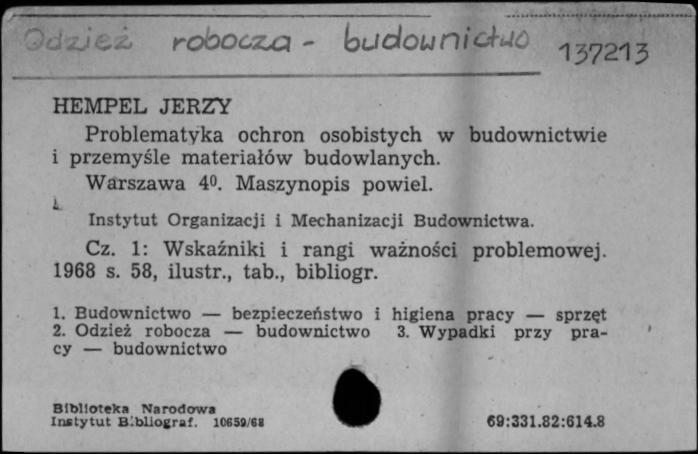 Odzież robocza - budownictwo
137213
HEMPEL JERZY
Problematyka ochron osobistych w budownictwie
i przemyśle materiałów budowlanych.
Warszawa 4⁰. Maszynopis powiel.
Instytut Organizacji i Mechanizacji Budownictwa.
Cz. 1: Wskaźniki i rangi ważności problemowej.
1968 s. 58, ilustr., tab., bibliogr.
1. Budownictwo — bezpieczeństwo i higiena pracy — sprzęt
2. Odzież robocza — budownictwo 3. Wypadki przy pra-
cy — budownictwo
Biblioteka Narodowa
Instytut Bibliograf. 10659/68
69:331.82:614.8